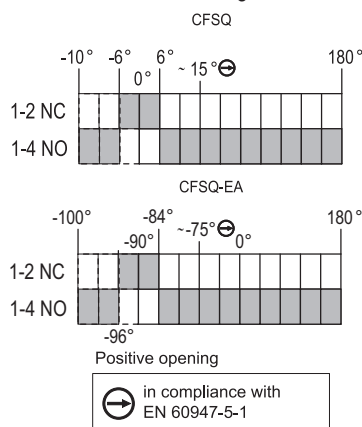 CFSQ
-10° -6° 6° 180°
0° ~ 15°
1-2 NC
1-4 NO
CFSQ-EA
-100° -84° 180°
-90° ~-75° 0°
1-2 NC
1-4 NO
-96°
Positive opening
in compliance with
EN 60947-5-1